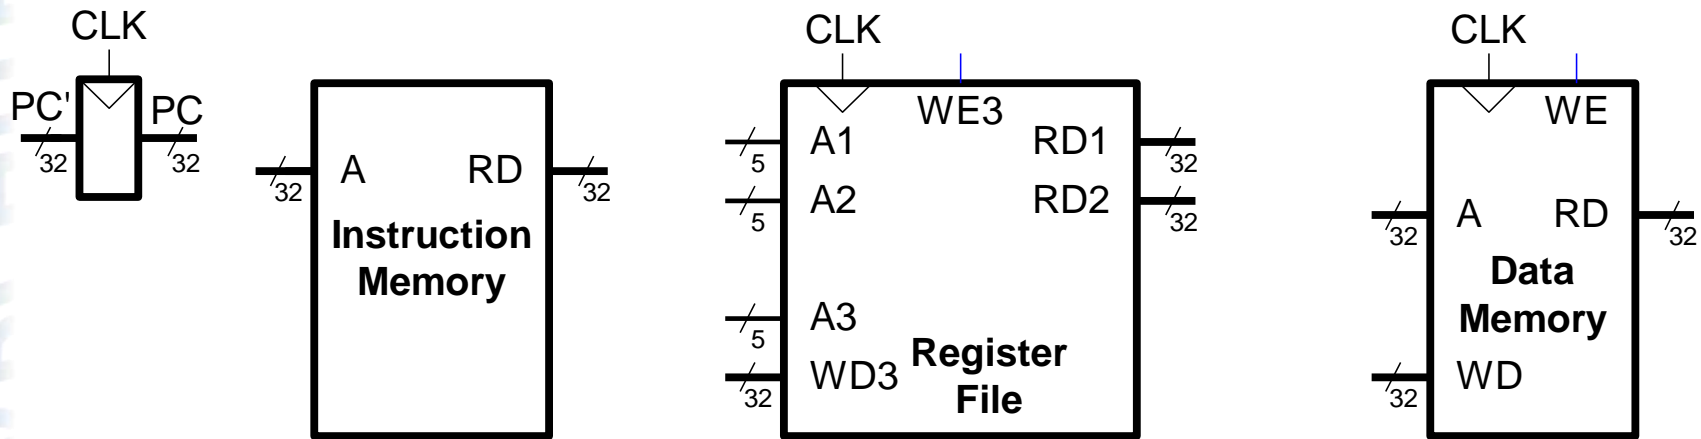 CLK
PC'
PC
32
32
A
RD
32
32
Instruction
Memory
CLK
WE3
A1
RD1
5
32
A2
RD2
5
32
A3
5
WD3
32
Register
File
CLK
WE
A
RD
32
32
Data
Memory
WD
32